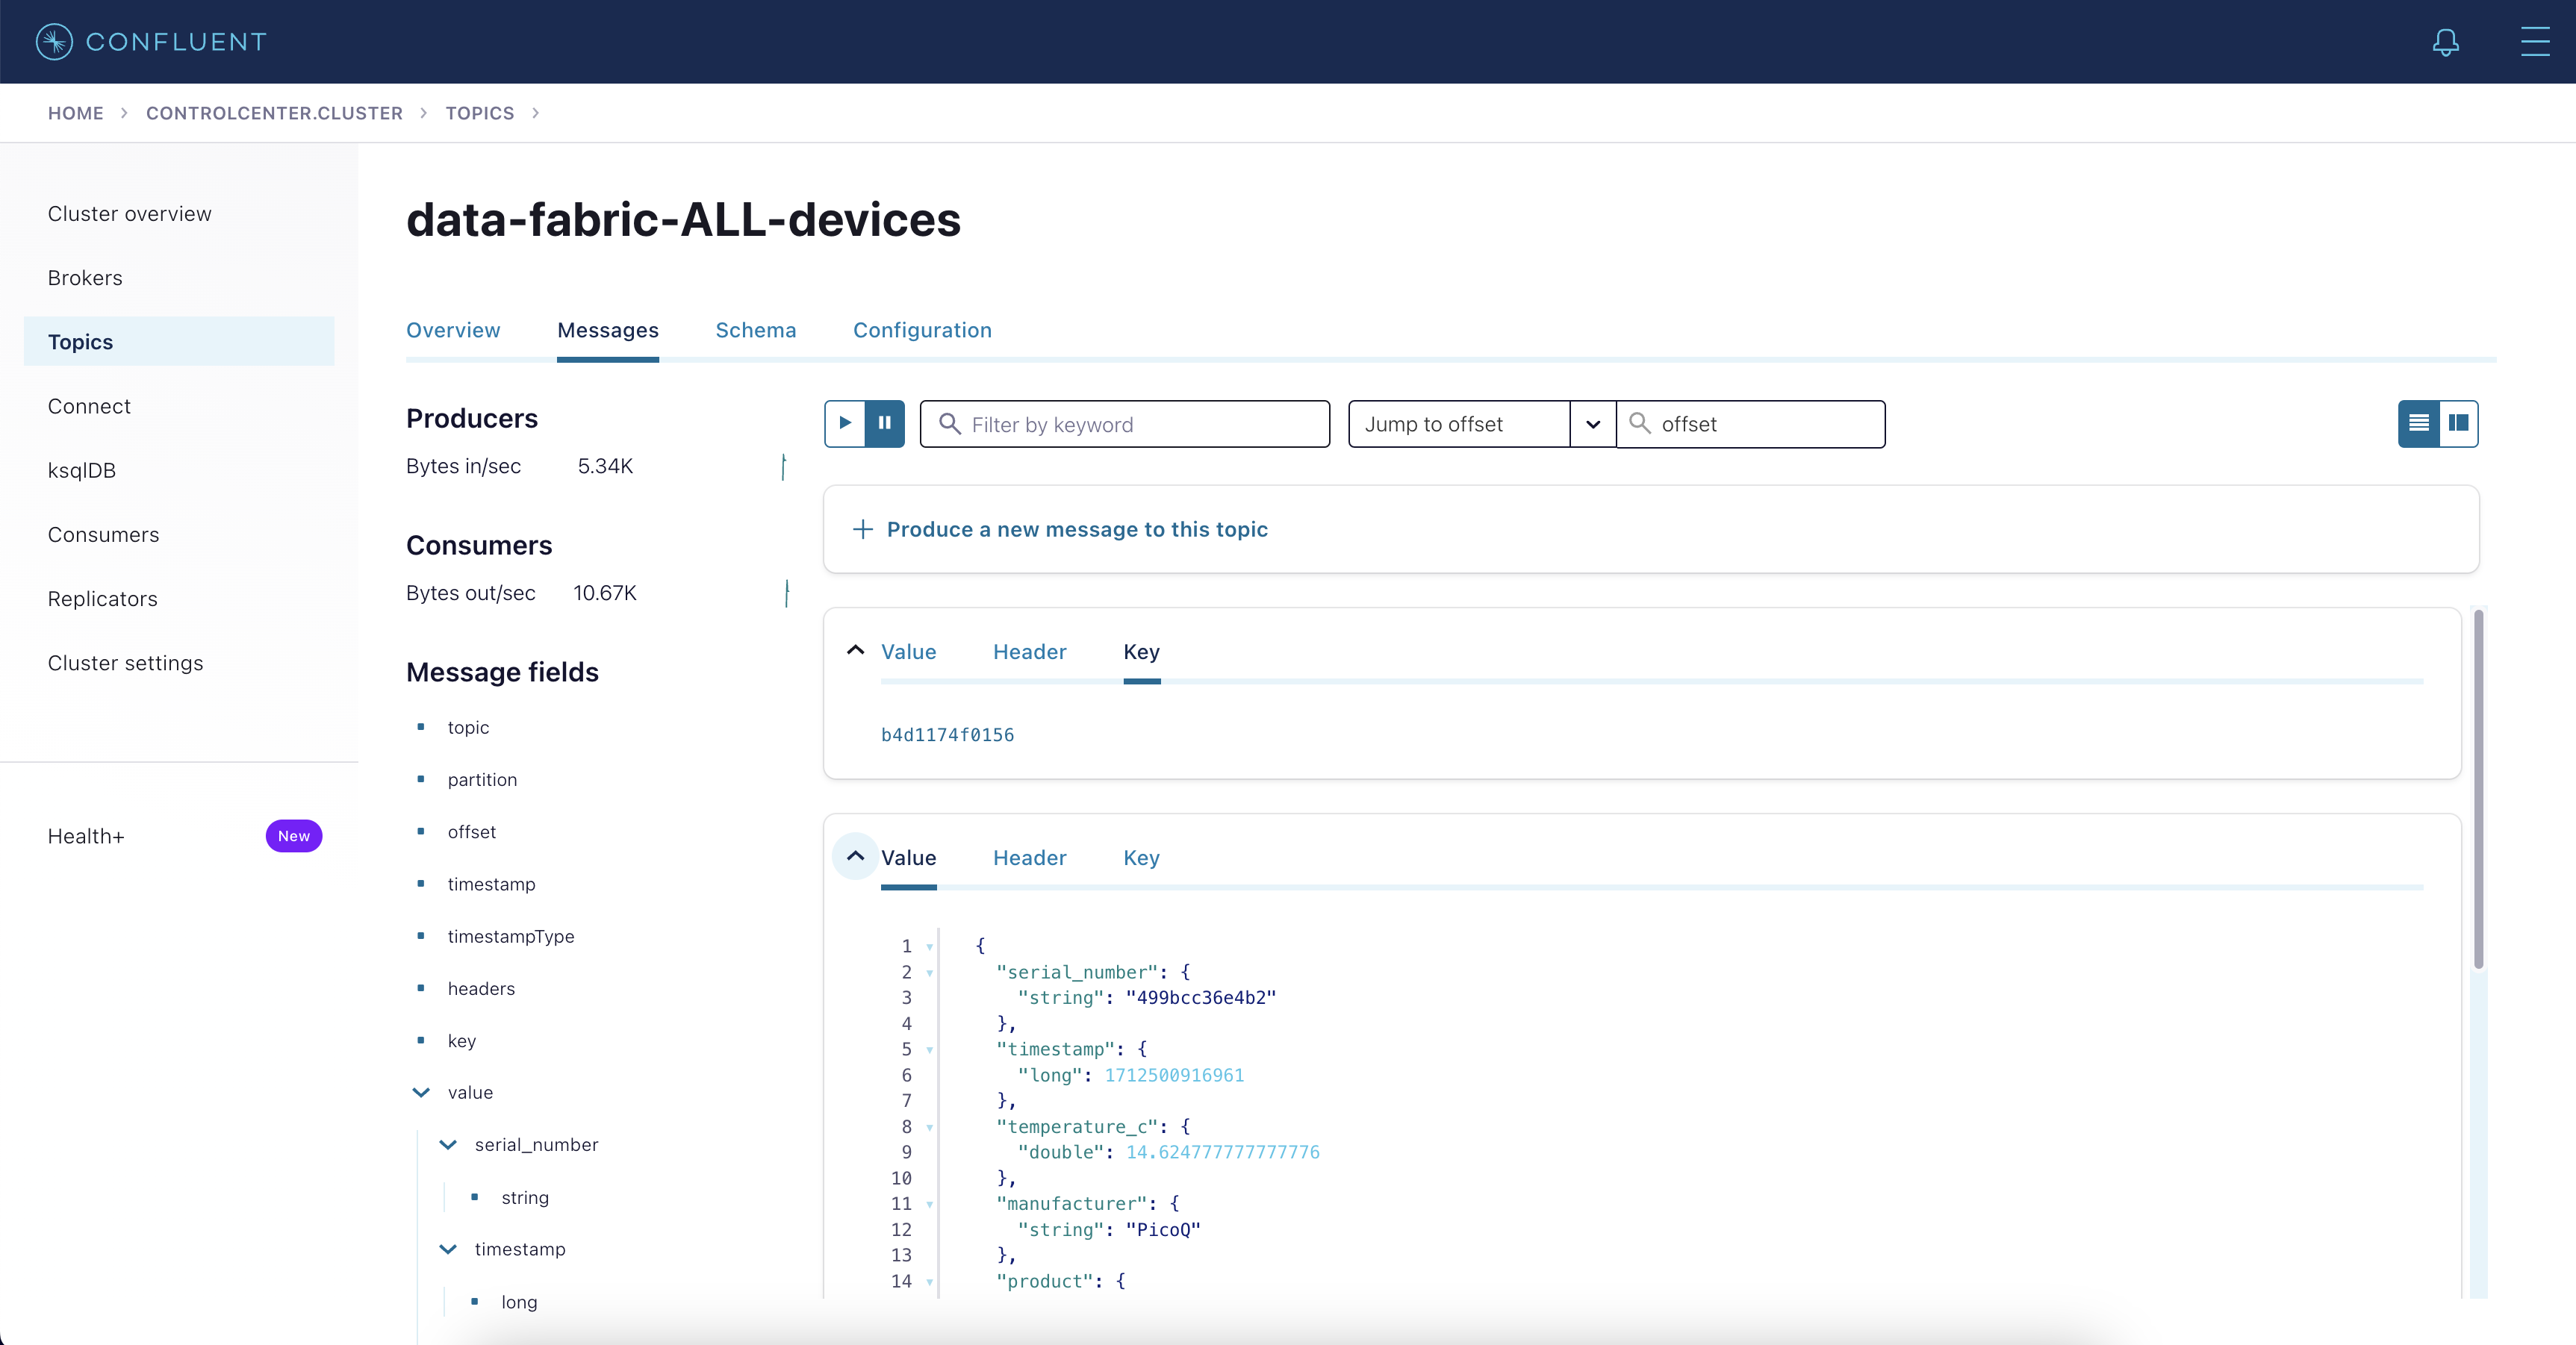 CONFLUENT
HOME > CONTROLCENTER.CLUSTER > TOPICS >
Cluster overview
Brokers
Topics
Connect
ksqlDB
Consumers
Replicators
Cluster settings
Health+ New
data-fabric-ALL-devices
Overview Messages Schema Configuration
Producers
Bytes in/sec 5.34K
Consumers
Bytes out/sec 10.67K
Message fields
topic
partition
offset
timestamp
timestampType
headers
key
value
serial_number
string
timestamp
long
Filter by keyword Jump to offset offset
Produce a new message to this topic
Value Header Key
b4d1174f0156
Value Header Key
1 {
2 "serial_number": {
3 "string": "499bcc36e4b2"
4 },
5 "timestamp": {
6 "long": 1712500916961
7 },
8 "temperature_c": {
9 "double": 14.624777777777776
10 },
11 "manufacturer": {
12 "string": "PicoQ"
13 },
14 "product": {